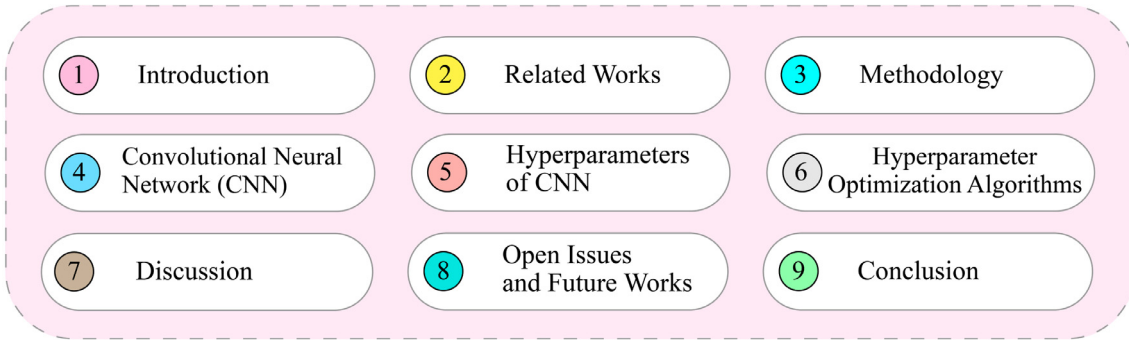 1 Introduction
2 Related Works
3 Methodology
4 Convolutional Neural
Network (CNN)
5 Hyperparameters
of CNN
6 Hyperparameter
Optimization Algorithms
7 Discussion
8 Open Issues
and Future Works
9 Conclusion